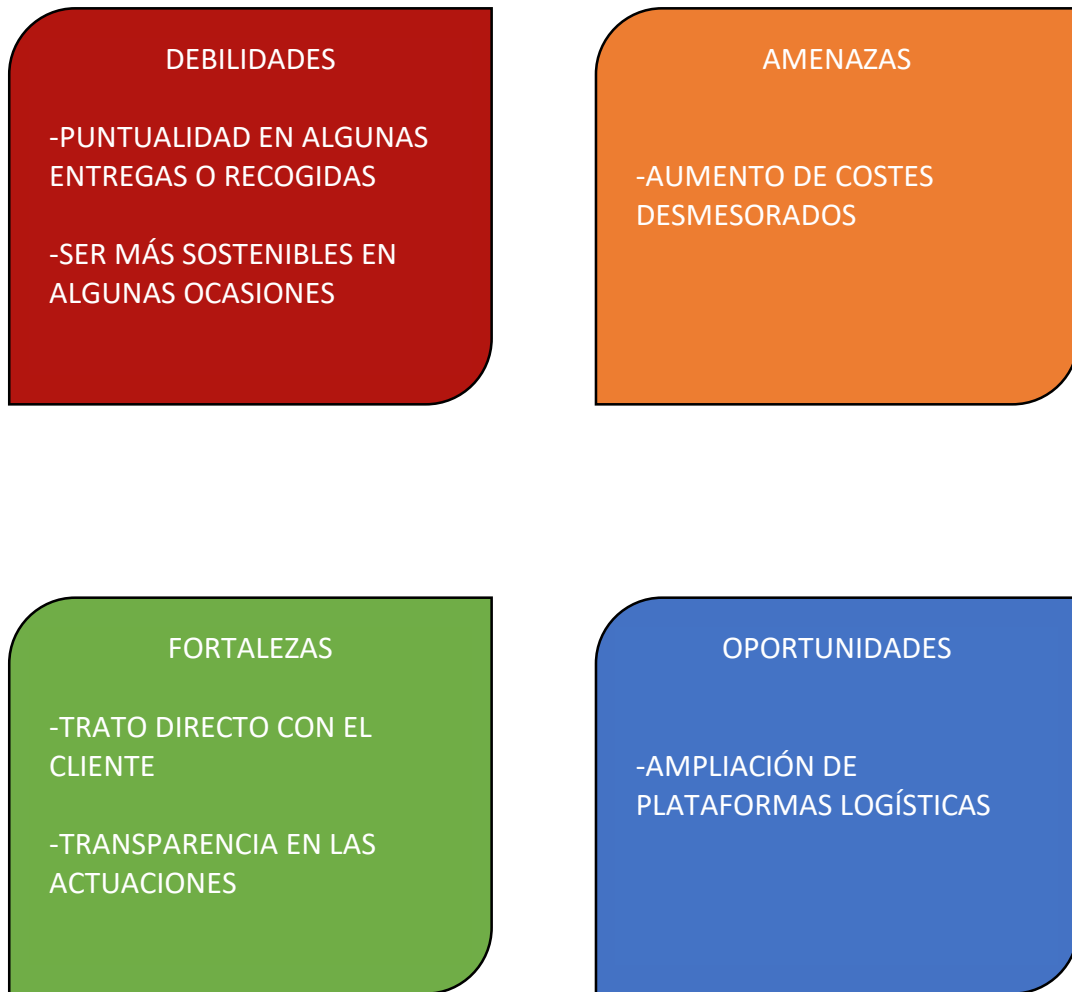 DEBILIDADES
-PUNTUALIDAD EN ALGUNAS
ENTREGAS O RECOGIDAS
-SER MÁS SOSTENIBLES EN
ALGUNAS OCASIONES
AMENAZAS
-AUMENTO DE COSTES
DESMESORADOS
FORTALEZAS
-TRATO DIRECTO CON EL
CLIENTE
-TRANSPARENCIA EN LAS
ACTUACIONES
OPORTUNIDADES
-AMPLIACIÓN DE
PLATAFORMAS LOGÍSTICAS